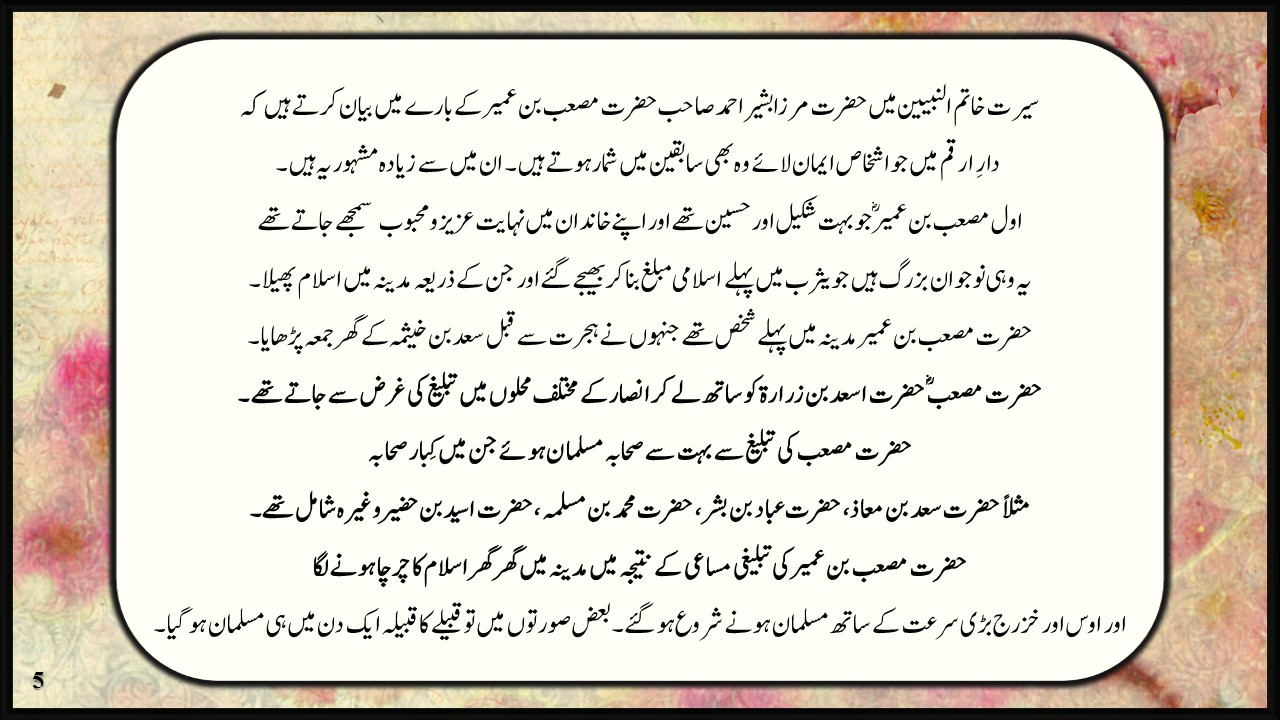 سیرت خاتم النبیین میں حضرت مرزا بشیر احمد صاحب حضرت مصعب بن عمیر کے بارے میں بیان کرتے ہیں کہ
دارِ ارقم میں جو اشخاص ایمان لائے وہ بھی سابقین میں شمار ہوتے ہیں۔ ان میں سے زیادہ مشہور یہ ہیں۔
اول مصعب بن عمیرؓ جو بہت شکیل اور حسین تھے اور اپنے خاندان میں نہایت عزیز و محبوب سمجھے جاتے تھے
یہ وہی نوجوان بزرگ ہیں جو یثرب میں پہلے اسلامی مبلغ بنا کر بھیجے گئے اور جن کے ذریعہ مدینہ میں اسلام پھیلا۔
حضرت مصعب بن عمیر مدینہ میں پہلے شخص تھے جنہوں نے ہجرت سے قبل سعد بن خیثمہ کے گھر جمعہ پڑھایا۔
حضرت مصعبؓ حضرت اسعد بن زرارۃ کو ساتھ لے کر انصار کے مختلف محلوں میں تبلیغ کی غرض سے جاتے تھے۔
حضرت مصعب کی تبلیغ سے بہت سے صحابہ مسلمان ہوئے جن میں کِبار صحابہ
مثلاً حضرت سعد بن معاذ، حضرت عباد بن بشر، حضرت محمد بن مسلمہ، حضرت اسید بن حضیر وغیرہ شامل تھے۔
حضرت مصعب بن عمیر کی تبلیغی مساعی کے نتیجہ میں مدینہ میں گھر گھر اسلام کا چرچا ہونے لگا
اور اوس اور خزرج بڑی سرعت کے ساتھ مسلمان ہونے شروع ہو گئے۔ بعض صورتوں میں تو قبیلے کا قبیلہ ایک دن میں ہی مسلمان ہو گیا۔
5